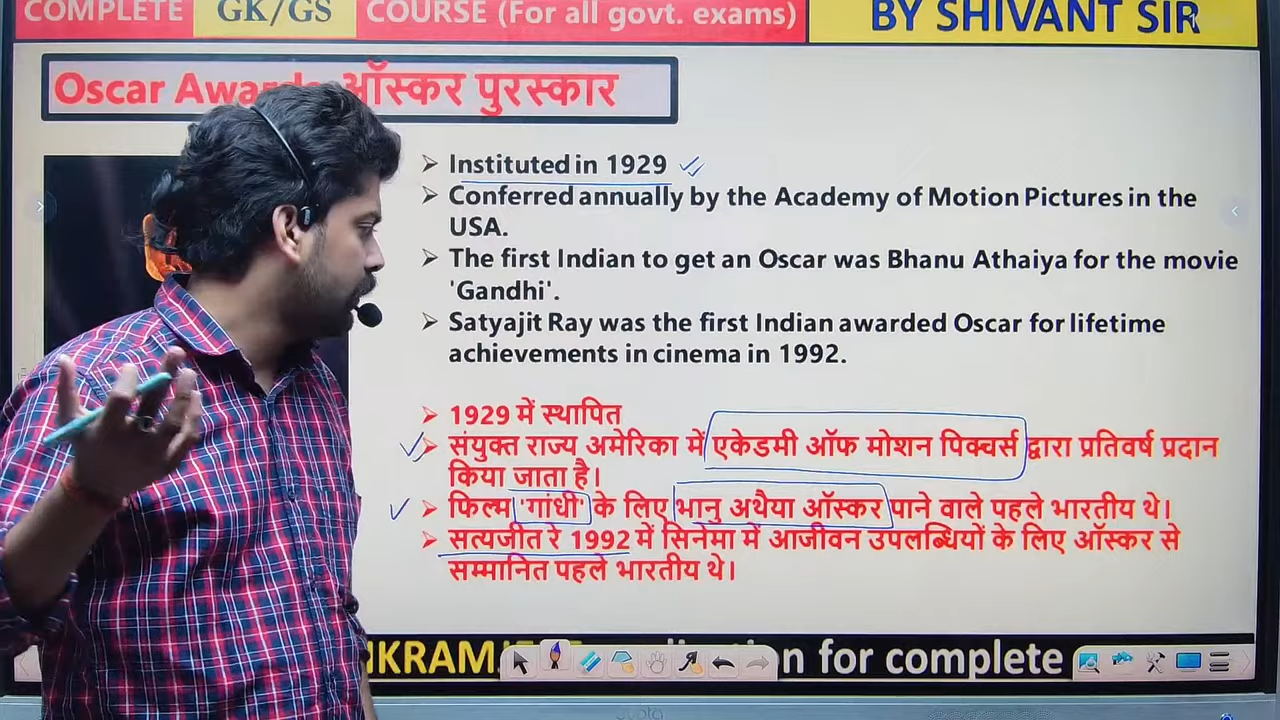 COMPLETE GK/GS COURSE (For all govt. exams) BY SHIVANT SIR
Oscar Awards ऑस्कर पुरस्कार
➢ Instituted in 1929
➢ Conferred annually by the Academy of Motion Pictures in the
USA.
➢ The first Indian to get an Oscar was Bhanu Athaiya for the movie
'Gandhi'.
➢ Satyajit Ray was the first Indian awarded Oscar for lifetime
achievements in cinema in 1992.
➢ 1929 में स्थापित
➢ संयुक्त राज्य अमेरिका में एकेडमी ऑफ मोशन पिक्चर्स द्वारा प्रतिवर्ष प्रदान
किया जाता है।
➢ फिल्म 'गांधी' के लिए भानु अथैया ऑस्कर पाने वाले पहले भारतीय थे।
➢ सत्यजीत रे 1992 में सिनेमा में आजीवन उपलब्धियों के लिए ऑस्कर से
सम्मानित पहले भारतीय थे।
for complete